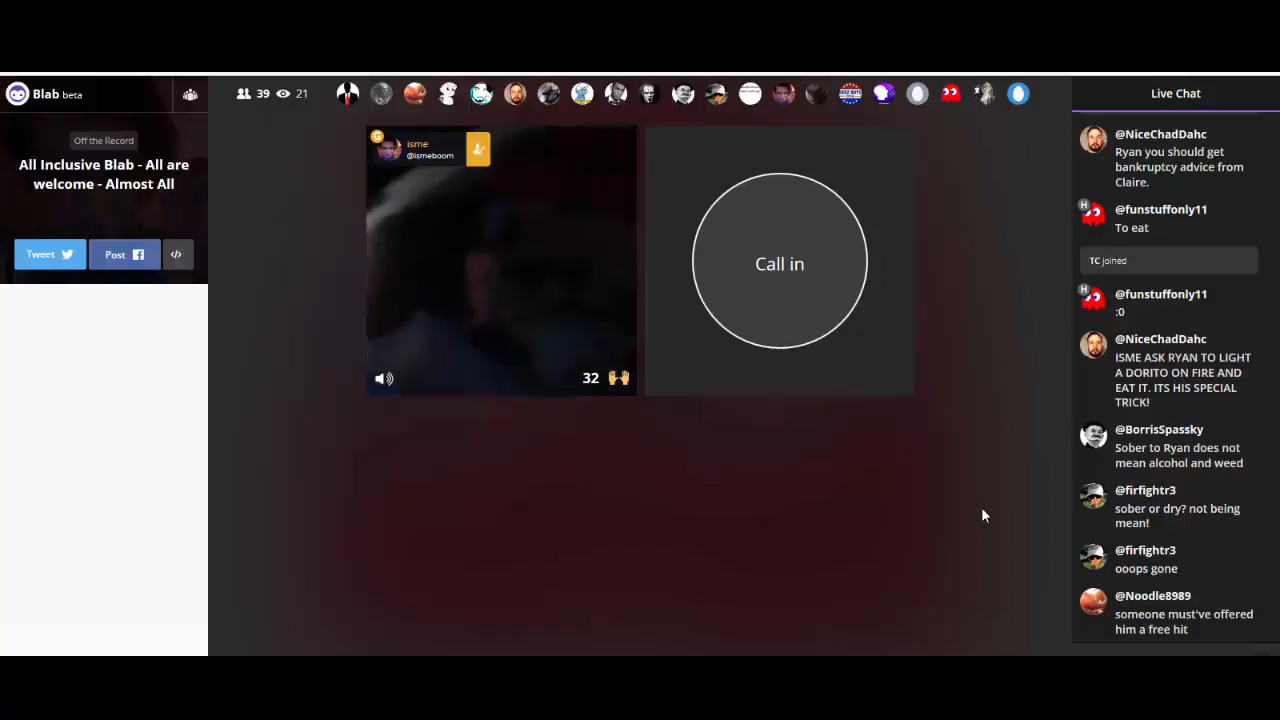 Blab beta
39
21
Off the Record
All Inclusive Blab - All are
welcome - Almost All
Tweet
Post
isme
@ismeboom
32
Call in
Live Chat
@NiceChadDahc
Ryan you should get
bankruptcy advice from
Claire.
@funstuffonly11
To eat
TC joined
@funstuffonly11
:0
@NiceChadDahc
ISME ASK RYAN TO LIGHT
A DORITO ON FIRE AND
EAT IT. ITS HIS SPECIAL
TRICK!
@BorrisSpassky
Sober to Ryan does not
mean alcohol and weed
@firfightr3
sober or dry? not being
mean!
@firfightr3
ooops gone
@Noodle8989
someone must've offered
him a free hit